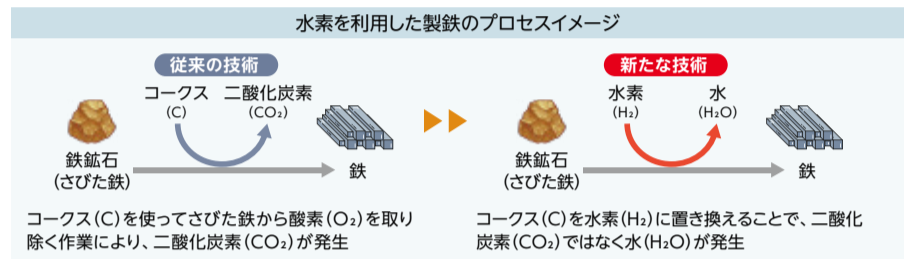 水素を利用した製鉄のプロセスイメージ
従来の技術
コークス
(C)
二酸化炭素
(CO₂)
鉄鉱石
(さびた鉄)
鉄
コークス(C)を使ってさびた鉄から酸素(O₂)を取り
除く作業により、二酸化炭素(CO₂)が発生
新たな技術
水素
(H₂)
水
(H₂O)
鉄鉱石
(さびた鉄)
鉄
コークス(C)を水素(H₂)に置き換えることで、二酸化
炭素(CO₂)ではなく水(H₂O)が発生